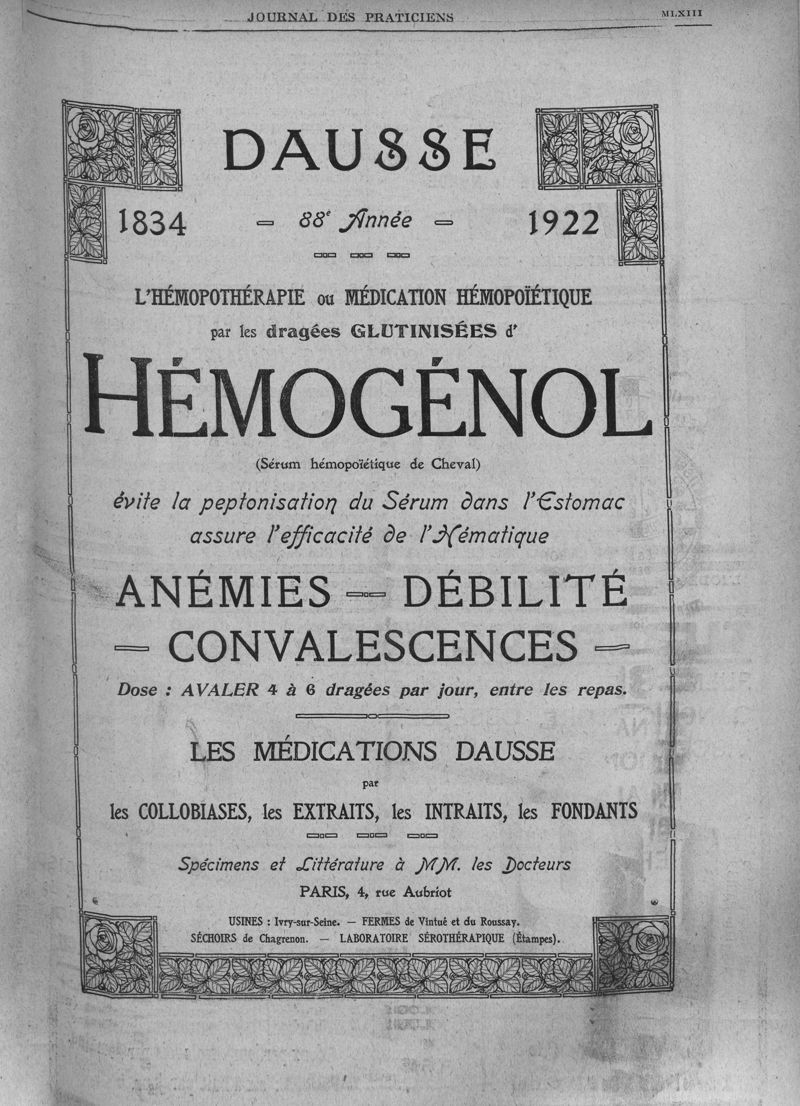 JOURNAL DES PRATICIENS
MLXIII
DAUSSE
1834 — 88e Année — 1922
L'HÉMOPOTHÉRAPIE ou MÉDICATION HÉMOPOÏÉTIQUE
par les dragées GLUTINISÉES d'
HÉMOGÉNOL
(Sérum hémopoïétique de Cheval)
évite la peptonisation du Sérum dans l'Estomac
assure l'efficacité de l'Hématique
ANÉMIES — DÉBILITÉ
— CONVALESCENCES —
Dose : AVALER 4 à 6 dragées par jour, entre les repas.
LES MÉDICATIONS DAUSSE
par
les COLLOBIASES, les EXTRAITS, les INTRAITS, les FONDANTS
Spécimens et Littérature à MM. les Docteurs
PARIS, 4, rue Aubriot
USINES : Ivry-sur-Seine. — FERMES de Vintué et du Roussay.
SÉCHOIRS de Chagrenon. — LABORATOIRE SÉROTHÉRAPIQUE (Étampes).